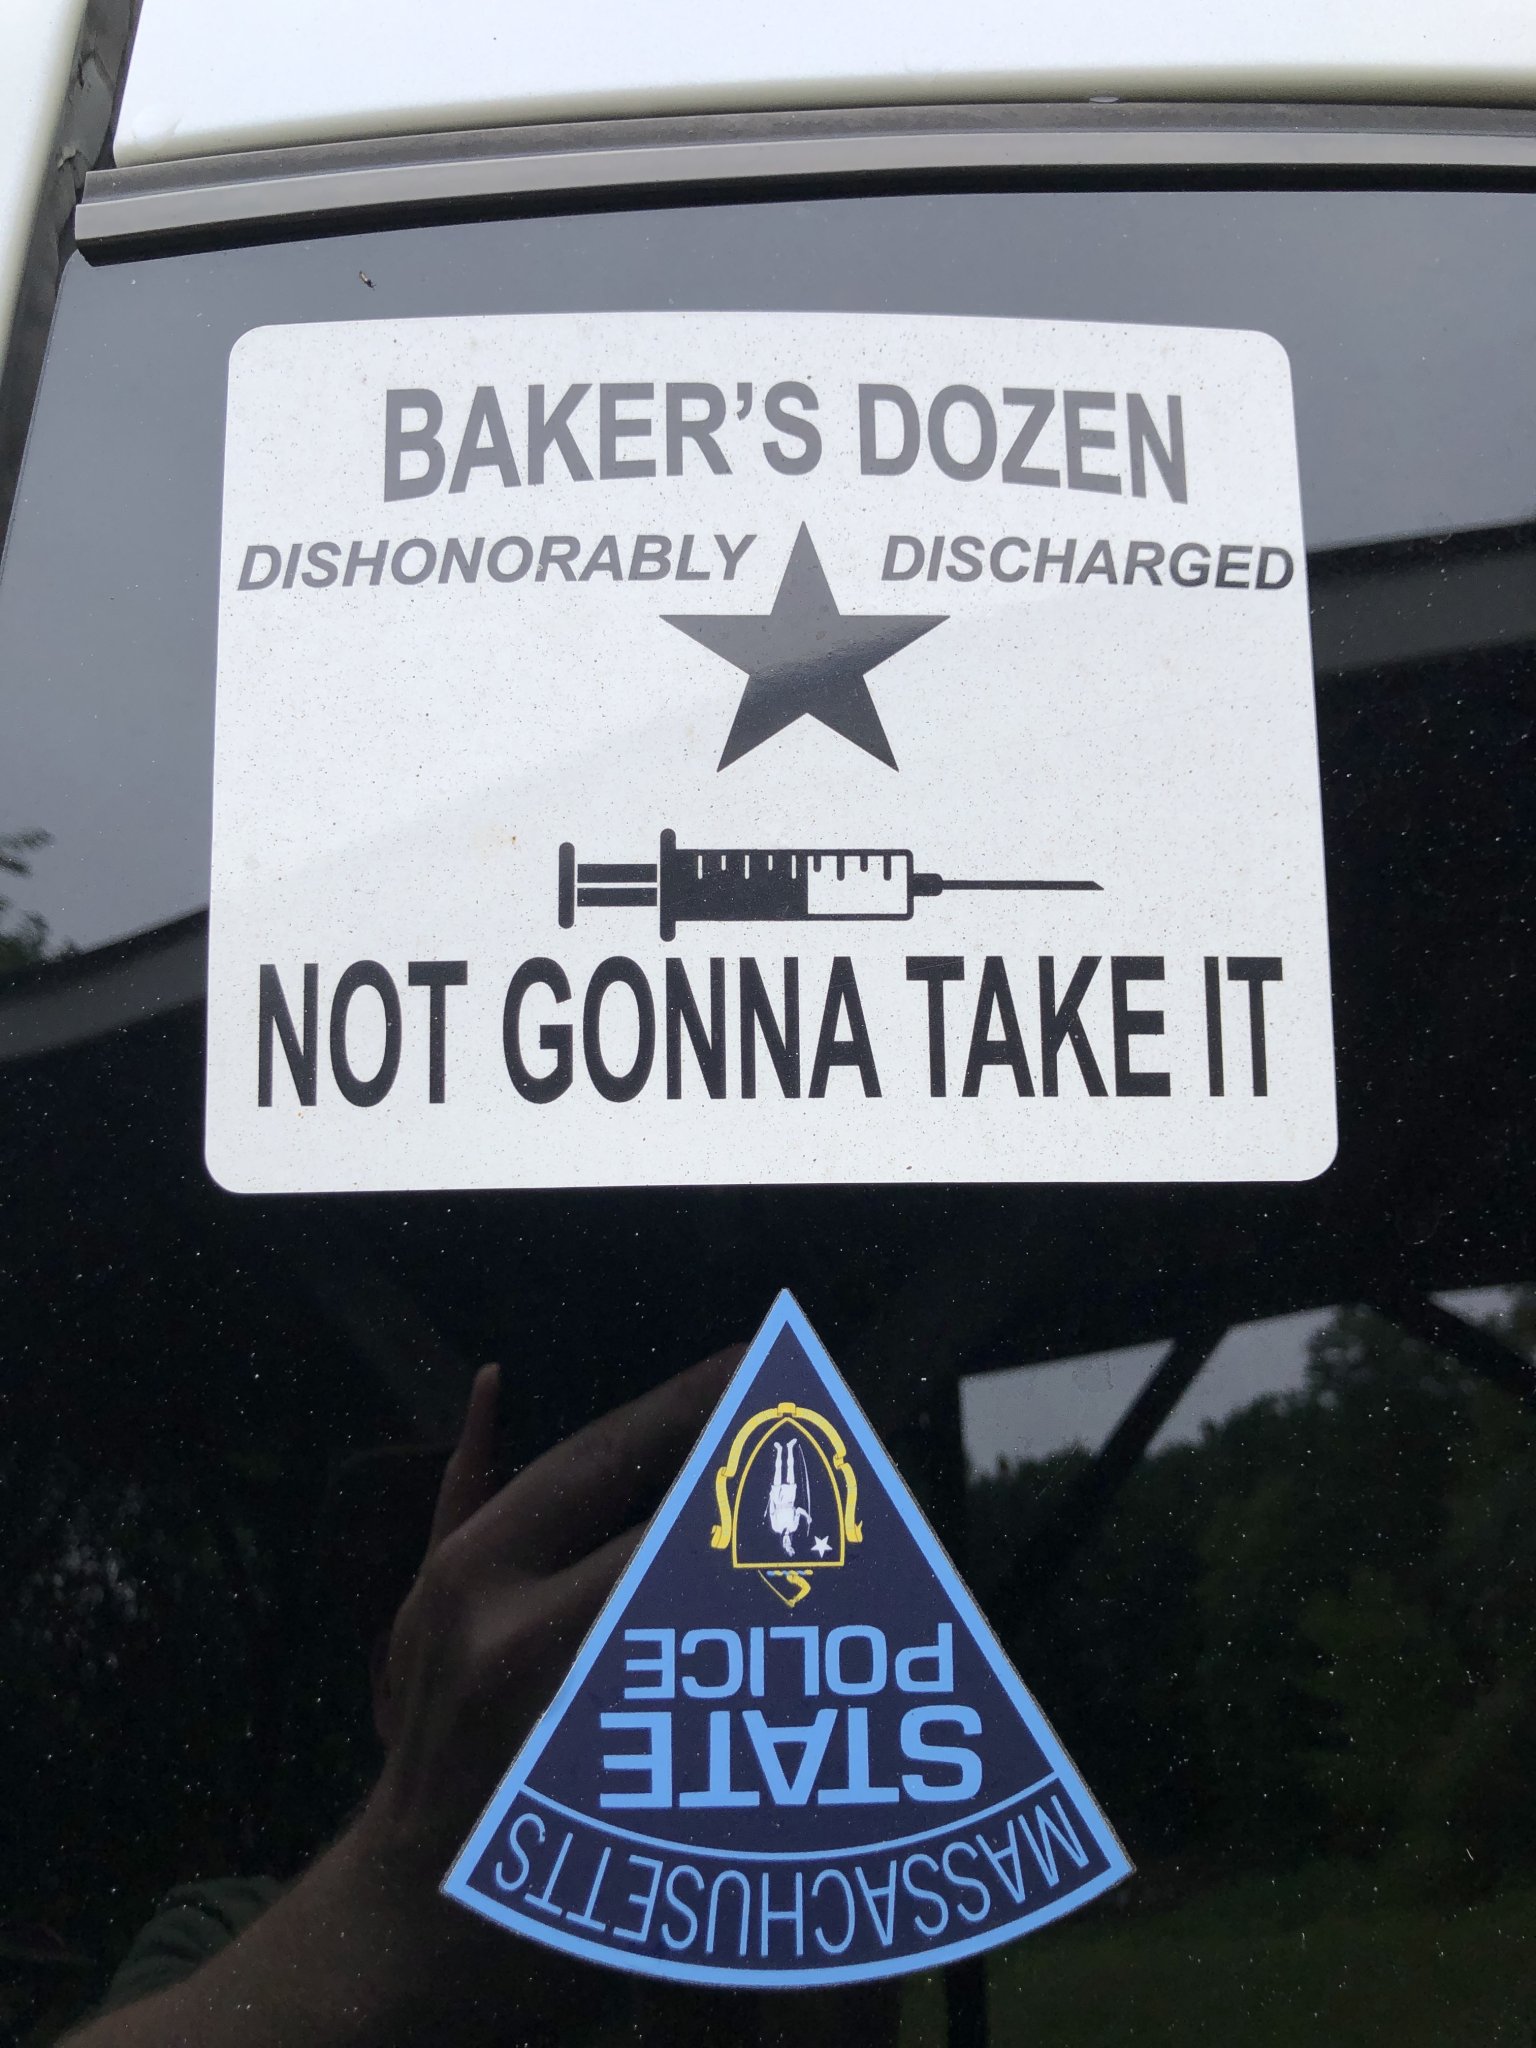 BAKER'S DOZEN
DISHONORABLY DISCHARGED
NOT GONNA TAKE IT
MASSACHUSETTS
STATE
POLICE